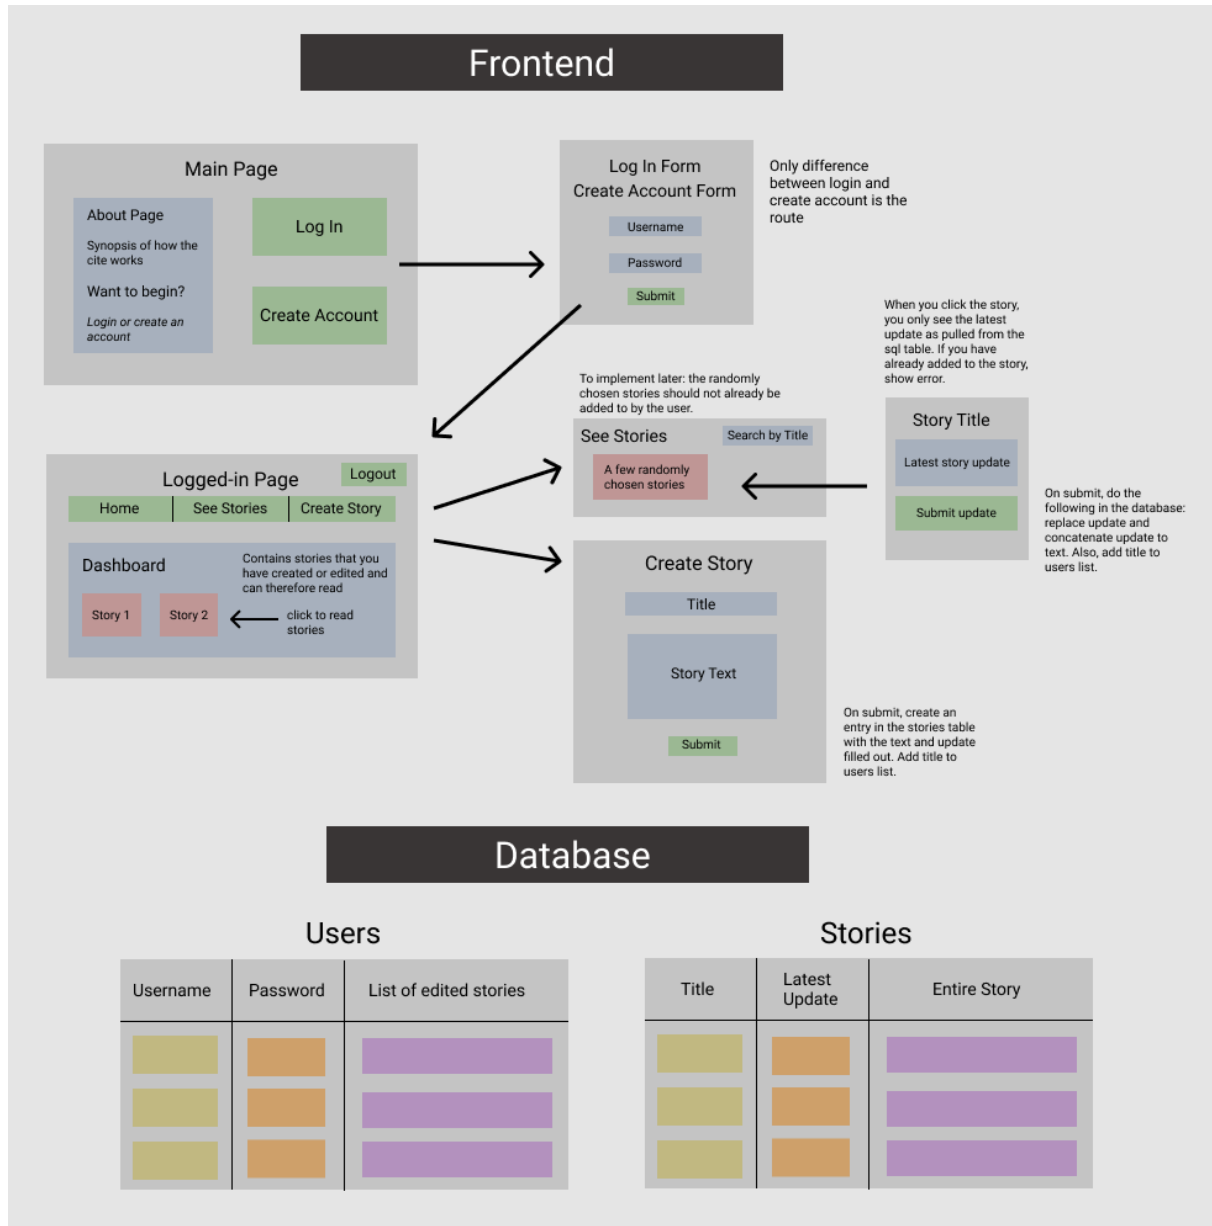 Frontend
Main Page
About Page
Synopsis of how the
cite works
Want to begin?
Login or create an
account
Log In
Create Account
Log In Form
Create Account Form
Username
Password
Submit
Only difference
between login and
create account is the
route
When you click the story,
you only see the latest
update as pulled from the
sql table. If you have
already added to the story,
show error.
To implement later: the randomly
chosen stories should not already be
added to by the user.
See Stories
Search by Title
A few randomly
chosen stories
Story Title
Latest story update
Submit update
On submit, do the
following in the database:
replace update and
concatenate update to
text. Also, add title to
users list.
Logged-in Page
Logout
Home
See Stories
Create Story
Dashboard
Contains stories that you
have created or edited and
can therefore read
Story 1
Story 2
click to read
stories
Create Story
Title
Story Text
Submit
On submit, create an
entry in the stories table
with the text and update
filled out. Add title to
users list.
Database
Users
Username
Password
List of edited stories
Stories
Title
Latest
Update
Entire Story